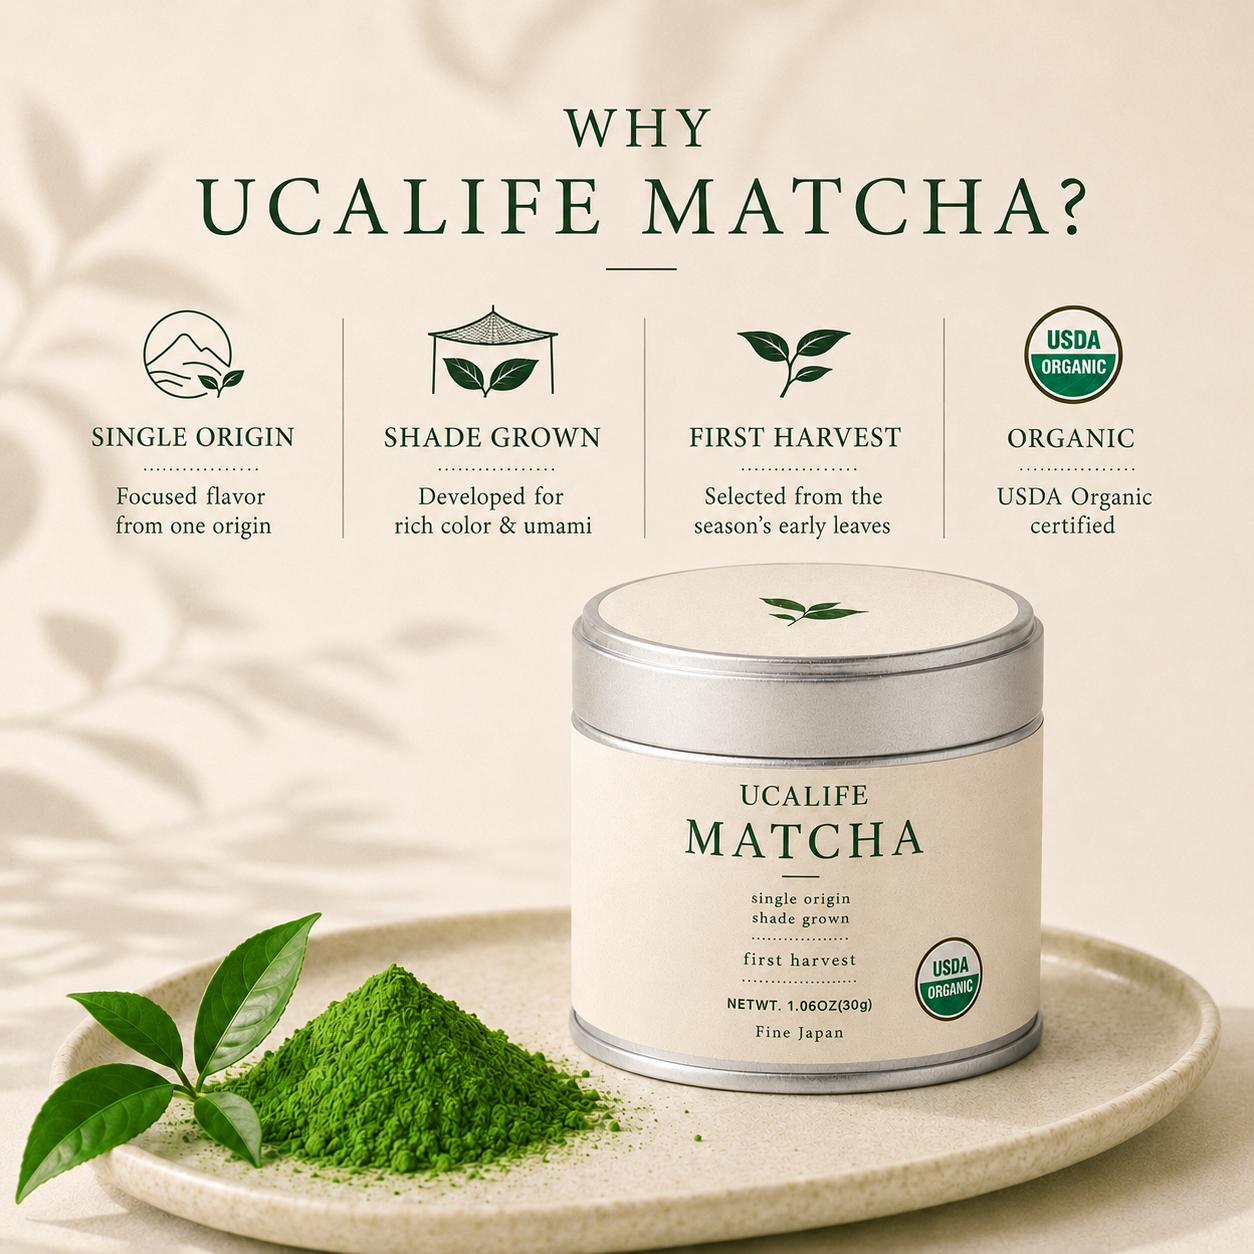 WHY
UCALIFE MATCHA?
USDA
ORGANIC
SINGLE ORIGIN
SHADE GROWN
FIRST HARVEST
ORGANIC
Focused flavor
from one origin
Developed for
rich color & umami
Selected from the
season's early leaves
USDA Organic
certified
UCALIFE
MATCHA
single origin
shade grown
first harvest
NETWT. 1.06OZ(30g)
Fine Japan
USDA
ORGANIC